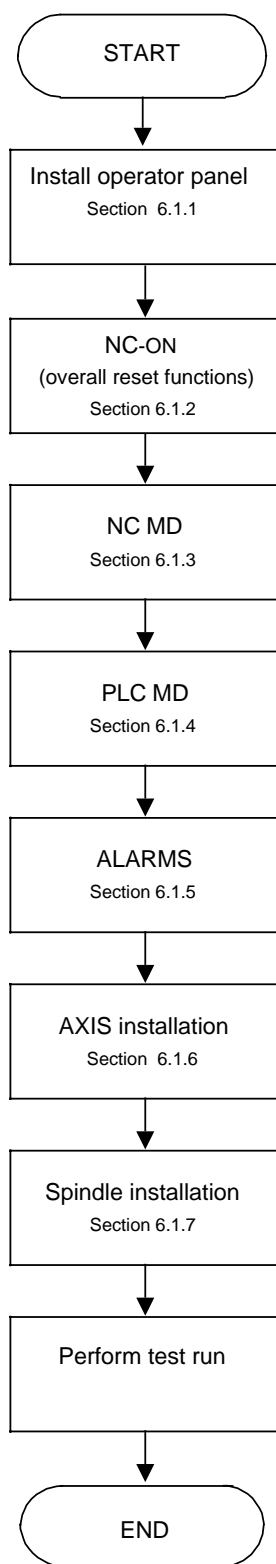 START
Install operator panel
Section 6.1.1
NC-ON
(overall reset functions)
Section 6.1.2
NC MD
Section 6.1.3
PLC MD
Section 6.1.4
ALARMS
Section 6.1.5
AXIS installation
Section 6.1.6
Spindle installation
Section 6.1.7
Perform test run
END